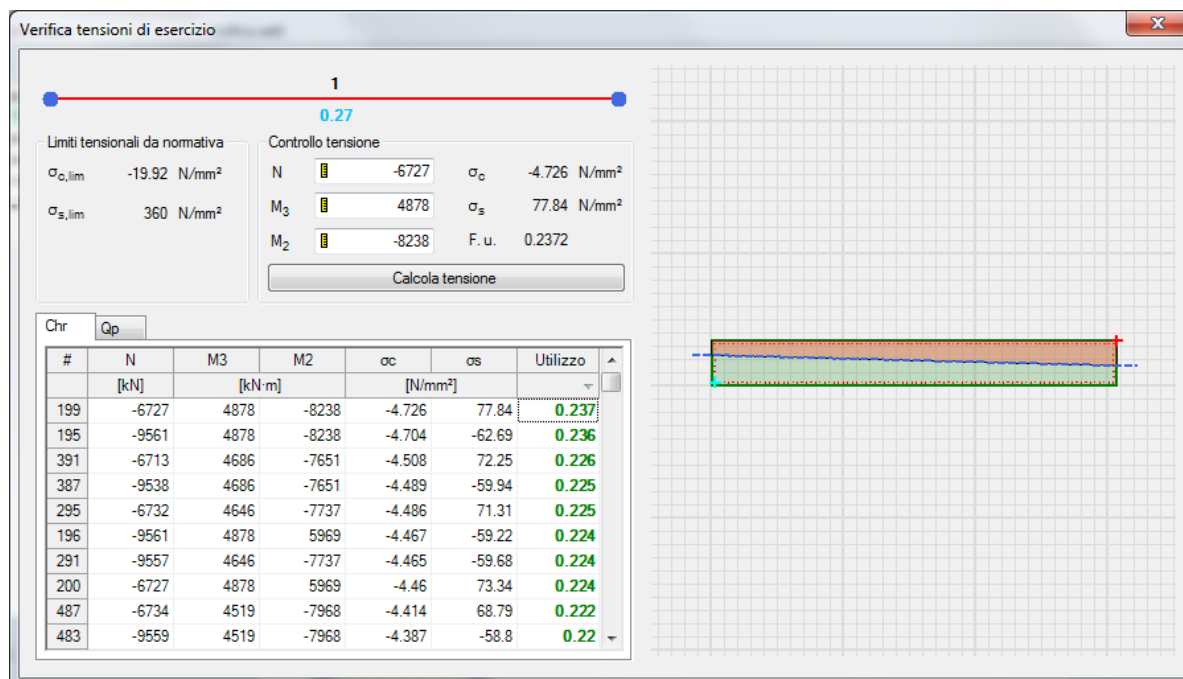 Verifica tensioni di esercizio
1
0.27
Limiti tensionali da normativa
σc,lim -19.92 N/mm²
σs,lim 360 N/mm²
Controllo tensione
N -6727 σc -4.726 N/mm²
M3 4878 σs 77.84 N/mm²
M2 -8238 F. u. 0.2372
Calcola tensione
Chr Qp
# N M3 M2 σc σs Utilizzo
[kN] [kN·m] [N/mm²]
199 -6727 4878 -8238 -4.726 77.84 0.237
195 -9561 4878 -8238 -4.704 -62.69 0.236
391 -6713 4686 -7651 -4.508 72.25 0.226
387 -9538 4686 -7651 -4.489 -59.94 0.225
295 -6732 4646 -7737 -4.486 71.31 0.225
196 -9561 4878 5969 -4.467 -59.22 0.224
291 -9557 4646 -7737 -4.465 -59.68 0.224
200 -6727 4878 5969 -4.46 73.34 0.224
487 -6734 4519 -7968 -4.414 68.79 0.222
483 -9559 4519 -7968 -4.387 -58.8 0.22